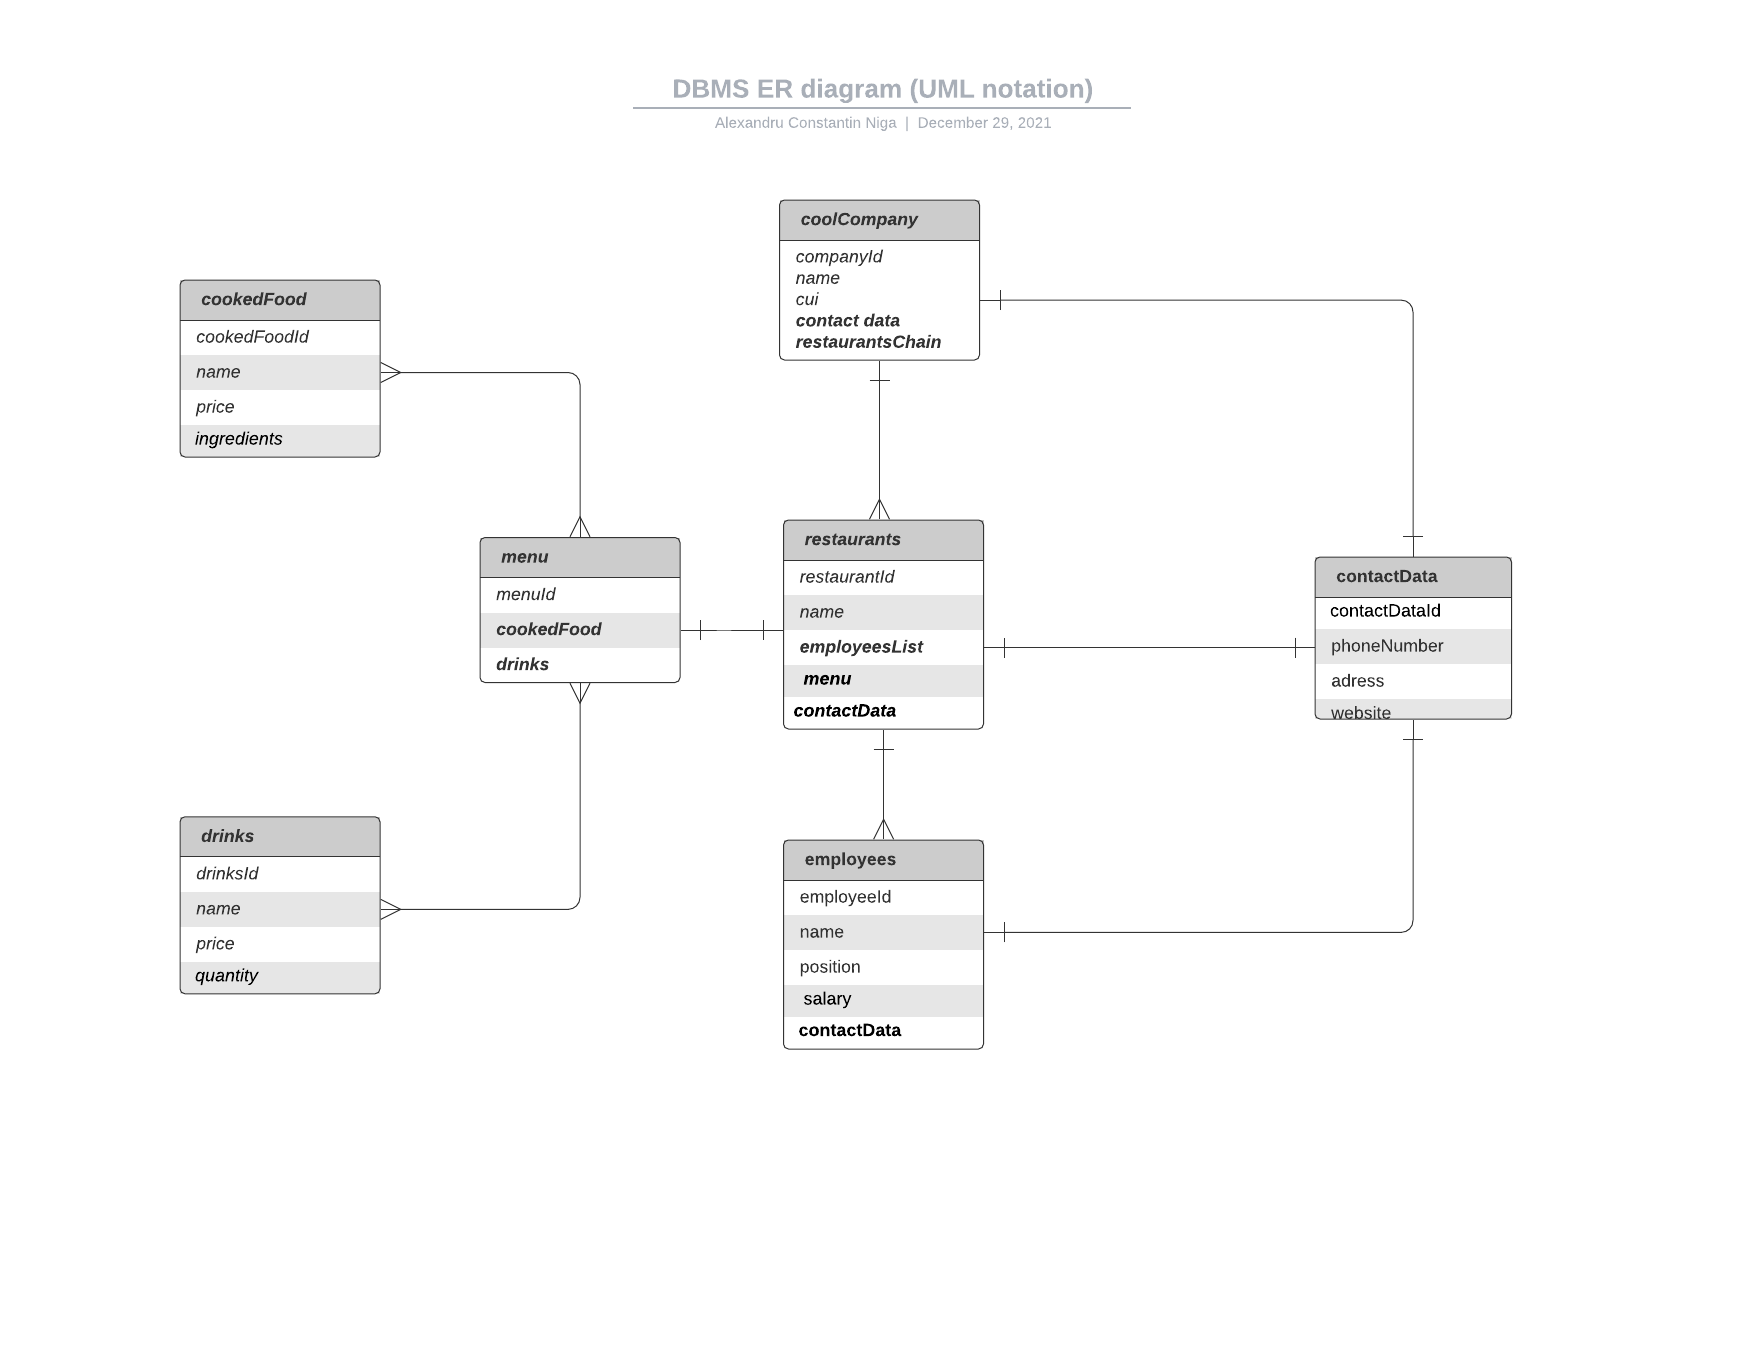 DBMS ER diagram (UML notation)
Alexandru Constantin Niga | December 29, 2021
coolCompany
companyId
name
cui
contact data
restaurantsChain
cookedFood
cookedFoodId
name
price
ingredients
menu
menuId
cookedFood
drinks
restaurants
restaurantId
name
employeesList
menu
contactData
contactData
contactDataId
phoneNumber
adress
website
drinks
drinksId
name
price
quantity
employees
employeeId
name
position
salary
contactData